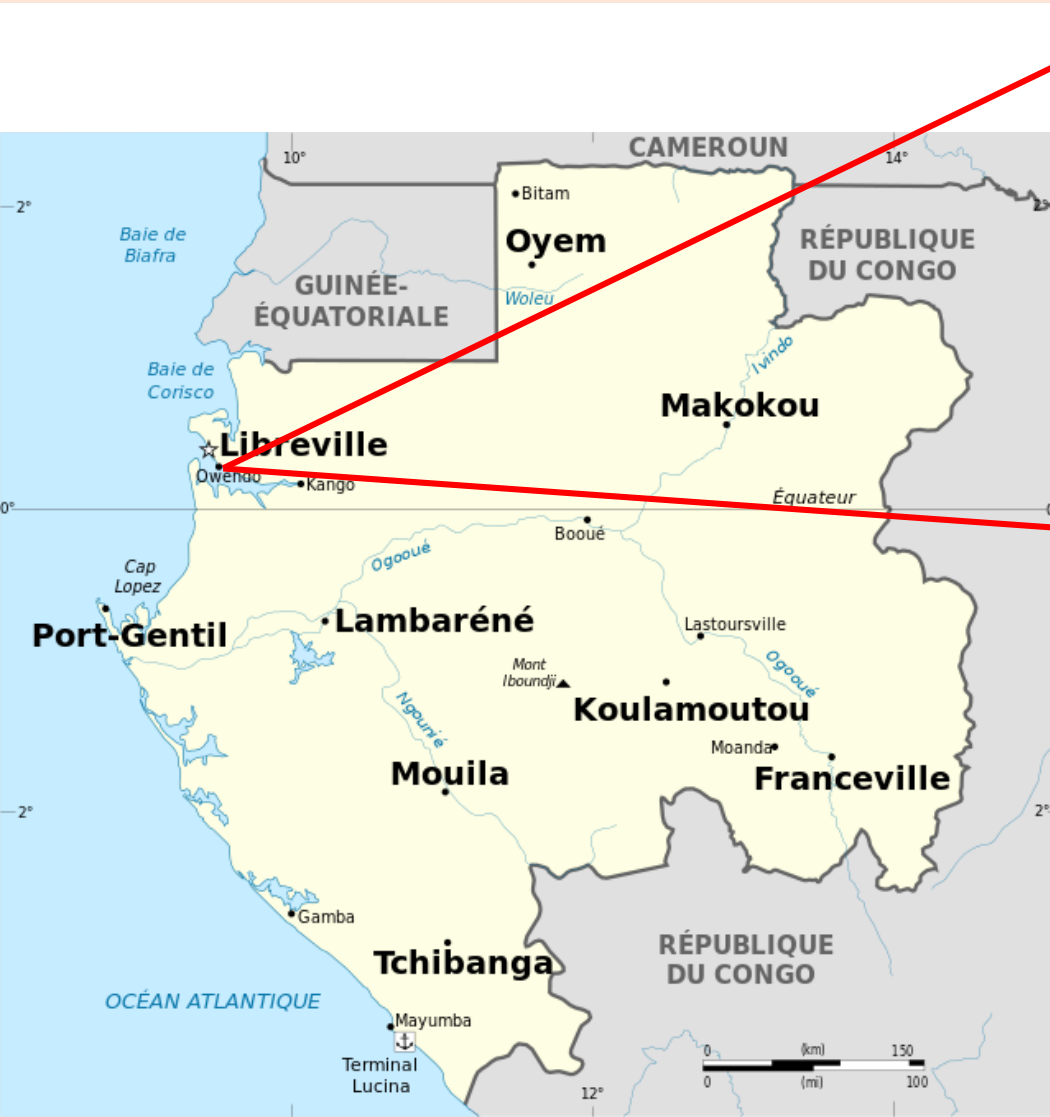 CAMEROUN
10°
14°
2°
2°
Bitam
Baie de
Biafra
Oyem
RÉPUBLIQUE
DU CONGO
GUINÉE-
ÉQUATORIALE
Woleu
Ivindo
Baie de
Corisco
Makokou
Libreville
Owendo
Kango
Équateur
0°
Booué
Ogooué
Cap
Lopez
Port-Gentil
Lambaréné
Lastoursville
Mont
Iboundji
Ogooué
Koulamoutou
Ngounié
Moanda
Mouila
Franceville
2°
2°
Gamba
RÉPUBLIQUE
DU CONGO
Tchibanga
OCÉAN ATLANTIQUE
Mayumba
Terminal
Lucina
0 (km) 150
0 (mi) 100
12°